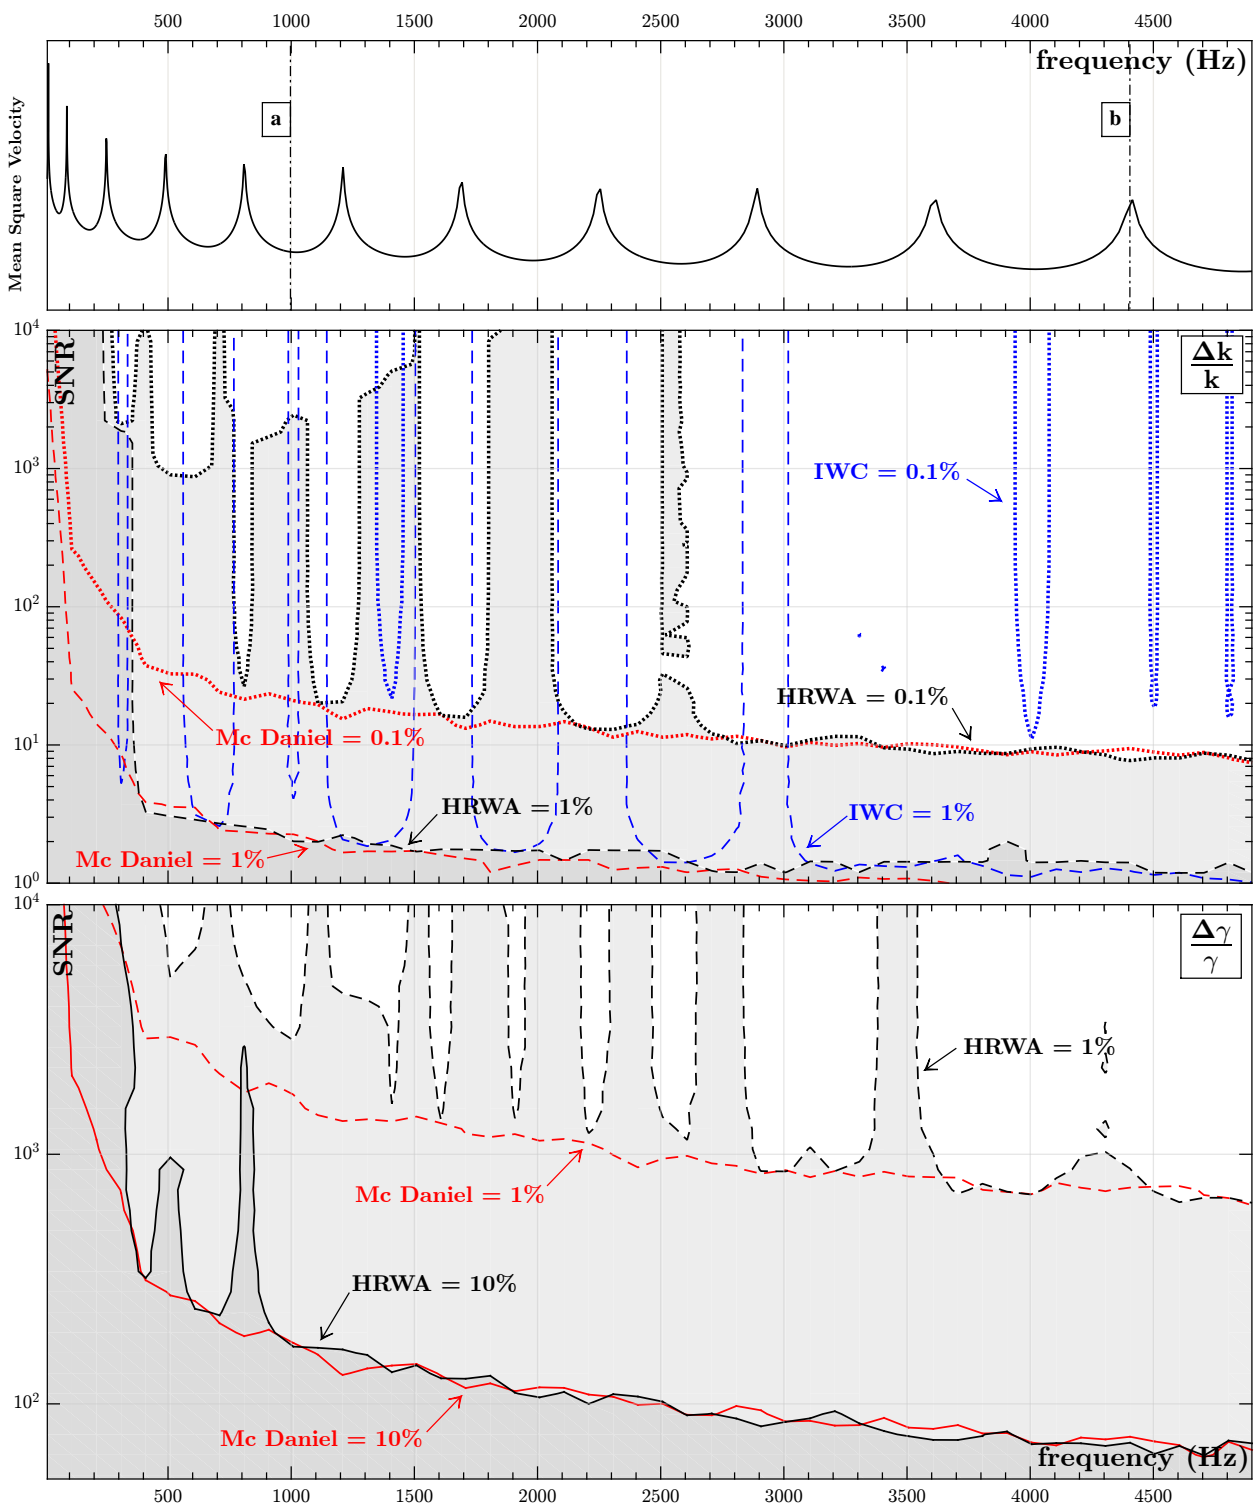 500 1000 1500 2000 2500 3000 3500 4000 4500
frequency (Hz)
Mean Square Velocity
a
b
10^4
SNR
Δk
k
10^3
IWC = 0.1%
10^2
HRWA = 0.1%
Mc Daniel = 0.1%
10^1
HRWA = 1%
IWC = 1%
Mc Daniel = 1%
10^0
10^4
SNR
Δγ
γ
HRWA = 1%
10^3
Mc Daniel = 1%
HRWA = 10%
10^2
Mc Daniel = 10%
frequency (Hz)
500 1000 1500 2000 2500 3000 3500 4000 4500